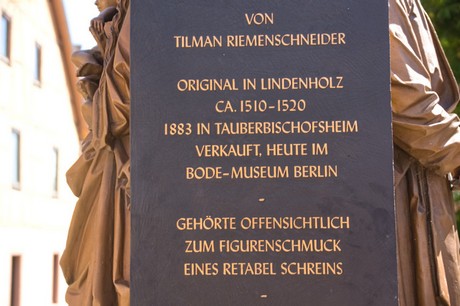 VON
TILMAN RIEMENSCHNEIDER
ORIGINAL IN LINDENHOLZ
CA. 1510-1520
1883 IN TAUBERBISCHOFSHEIM
VERKAUFT, HEUTE IM
BODE-MUSEUM BERLIN
-
GEHÖRTE OFFENSICHTLICH
ZUM FIGURENSCHMUCK
EINES RETABEL SCHREINS
-